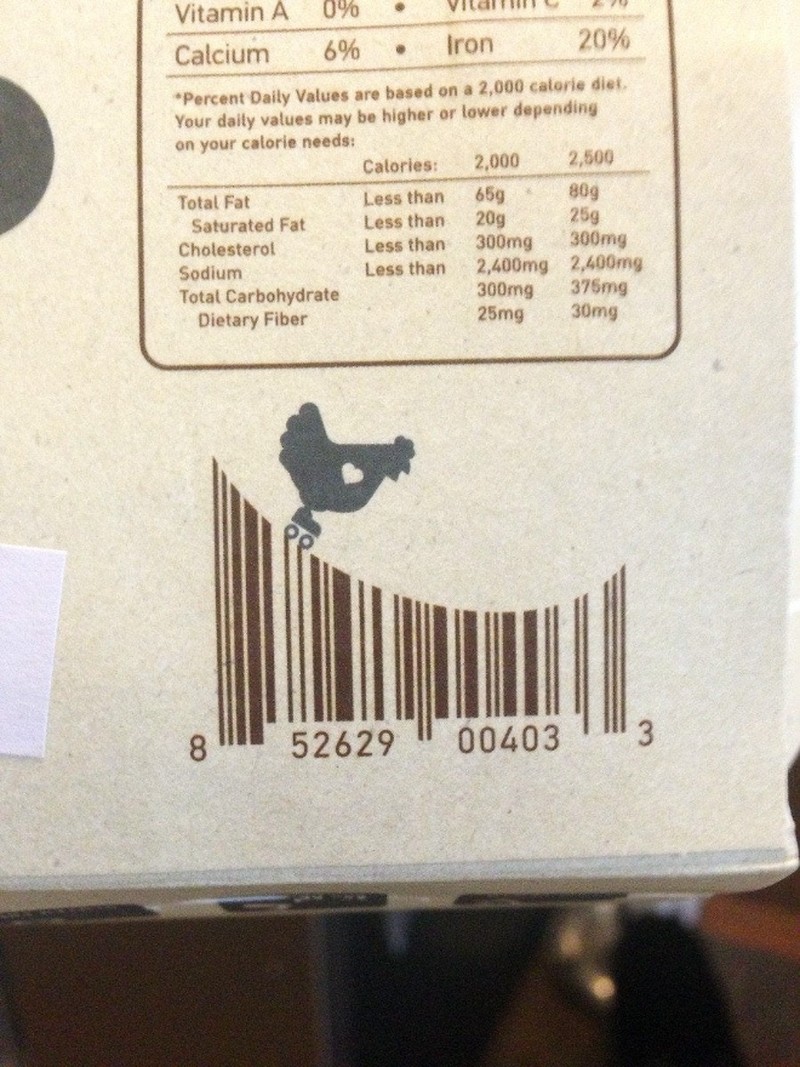 Vitamin A 0% • Vitamin C 2%
Calcium 6% • Iron 20%
*Percent Daily Values are based on a 2,000 calorie diet.
Your daily values may be higher or lower depending
on your calorie needs:
Calories: 2,000 2,500
Total Fat Less than 65g 80g
Saturated Fat Less than 20g 25g
Cholesterol Less than 300mg 300mg
Sodium Less than 2,400mg 2,400mg
Total Carbohydrate 300mg 375mg
Dietary Fiber 25mg 30mg
8 52629 00403 3